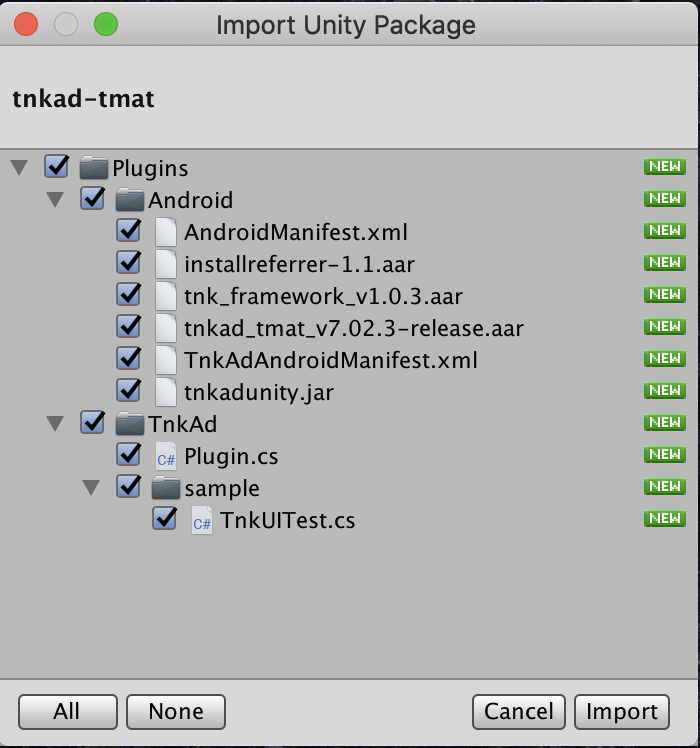 Import Unity Package
tnkad-tmat
Plugins NEW
Android NEW
AndroidManifest.xml NEW
installreferrer-1.1.aar NEW
tnk_framework_v1.0.3.aar NEW
tnkad_tmat_v7.02.3-release.aar NEW
TnkAdAndroidManifest.xml NEW
tnkadunity.jar NEW
TnkAd NEW
C# Plugin.cs NEW
sample NEW
C# TnkUITest.cs NEW
All None Cancel Import